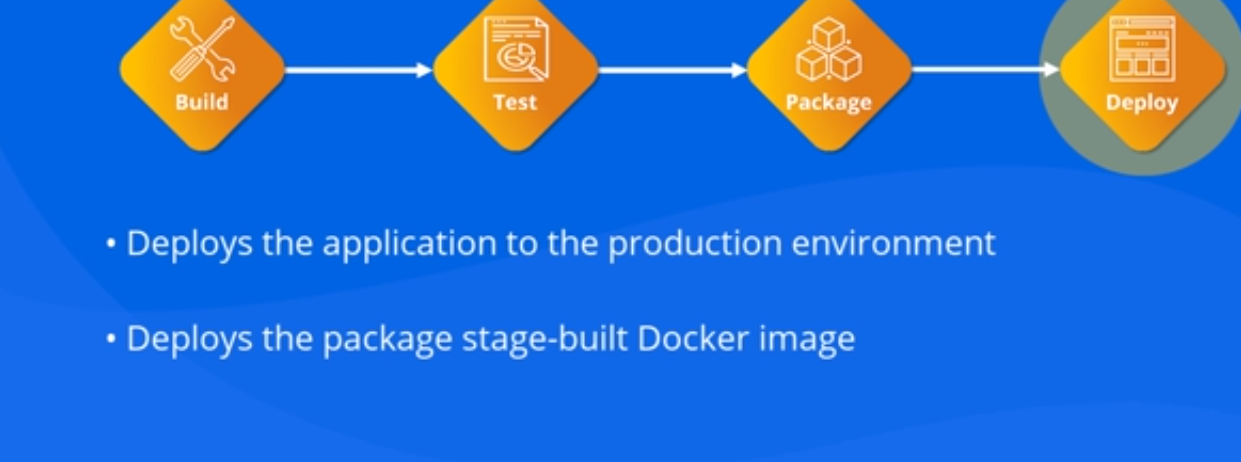 Build
Test
Package
Deploy
• Deploys the application to the production environment
• Deploys the package stage-built Docker image